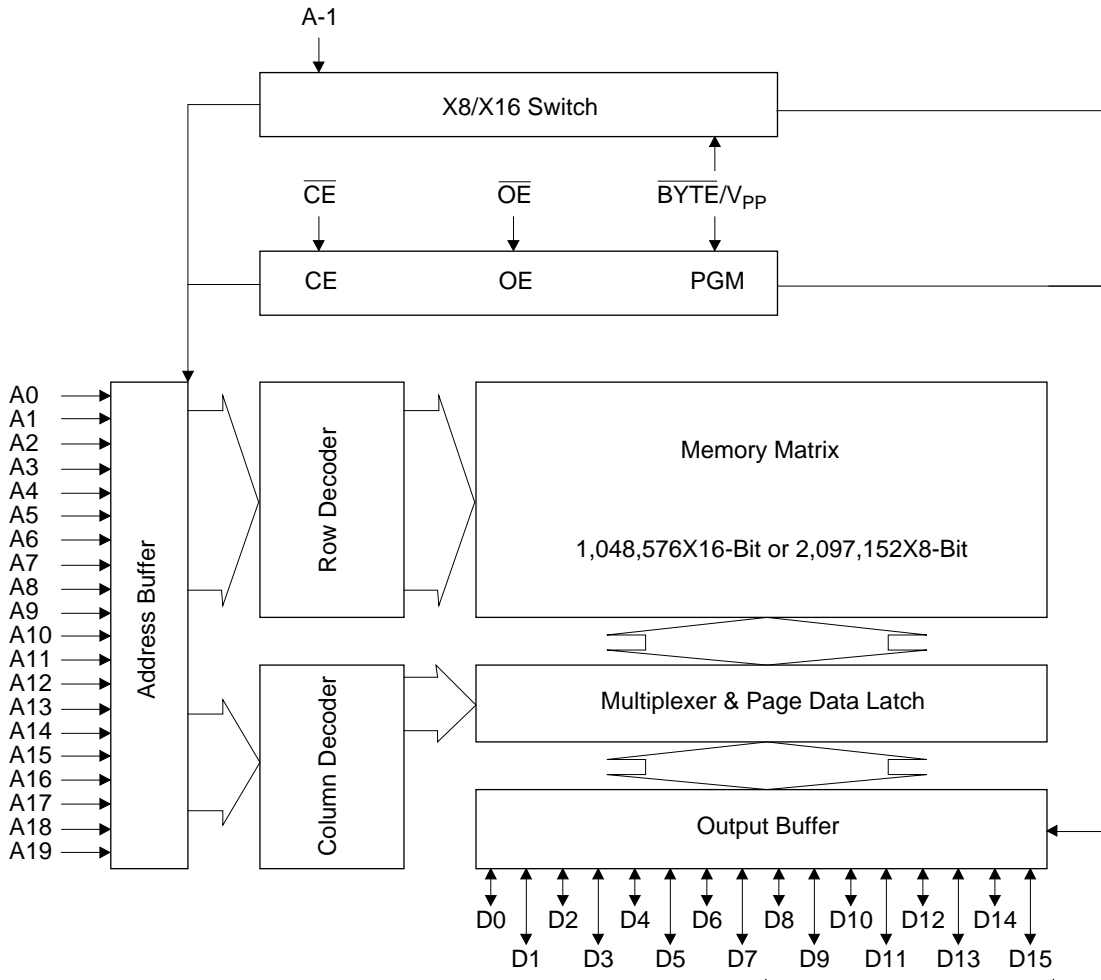 A-1
X8/X16 Switch
CE OE BYTE/VPP
CE OE PGM
A0
A1
A2
A3
A4
A5
A6
A7
A8
A9
A10
A11
A12
A13
A14
A15
A16
A17
A18
A19
Address Buffer
Row Decoder
Column Decoder
Memory Matrix
1,048,576X16-Bit or 2,097,152X8-Bit
Multiplexer & Page Data Latch
Output Buffer
D0 D2 D4 D6 D8 D10 D12 D14
D1 D3 D5 D7 D9 D11 D13 D15